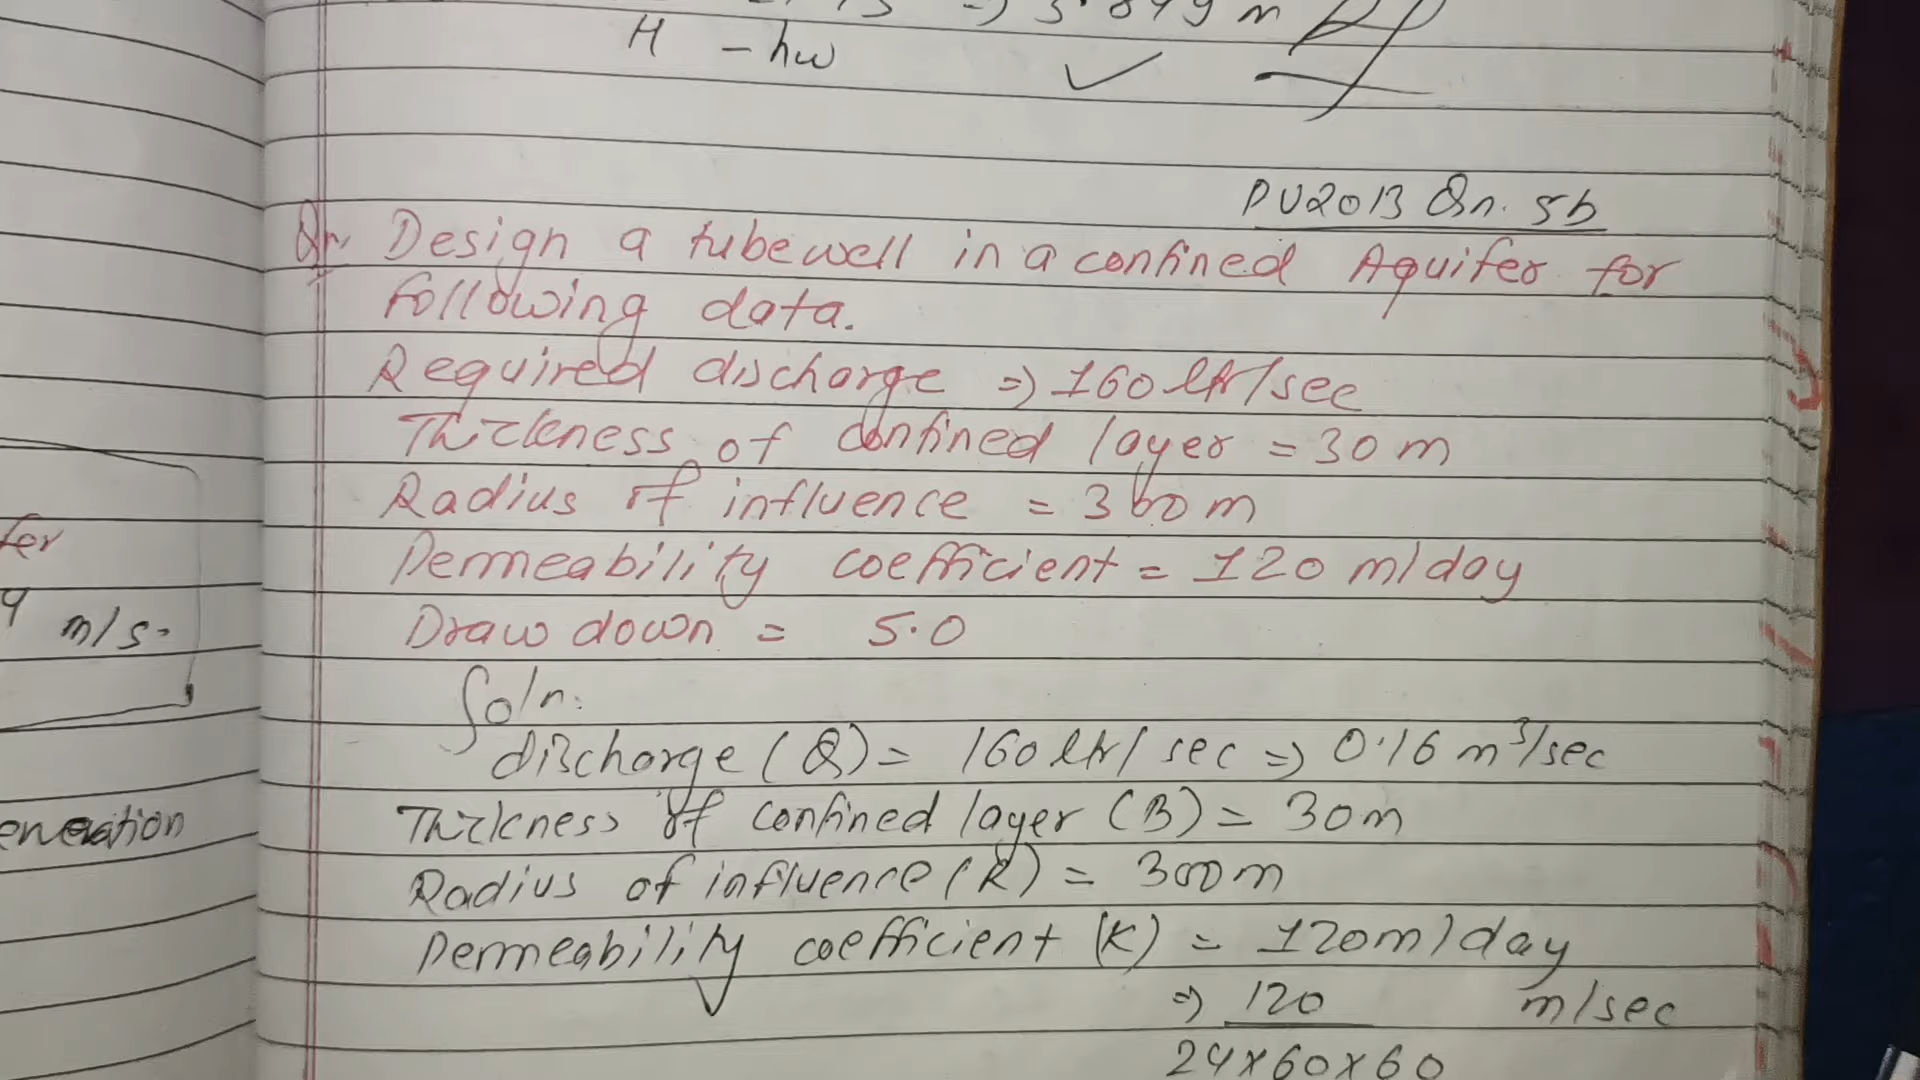 H - hw
PU2013 Qn. 5b
Qn. Design a tubewell in a confined Aquifer for
following data.
Required discharge => 160 ltr/sec
Thickness of confined layer = 30m
Radius of influence = 300m
Permeability coefficient = 120 m/day
Draw down = 5.0
Soln:
discharge (Q) = 160 ltr/sec => 0.16 m³/sec
Thickness of confined layer (B) = 30m
Radius of influence (R) = 300m
Permeability coefficient (K) = 120m/day
=> 120 m/sec
24x60x60
m/s.